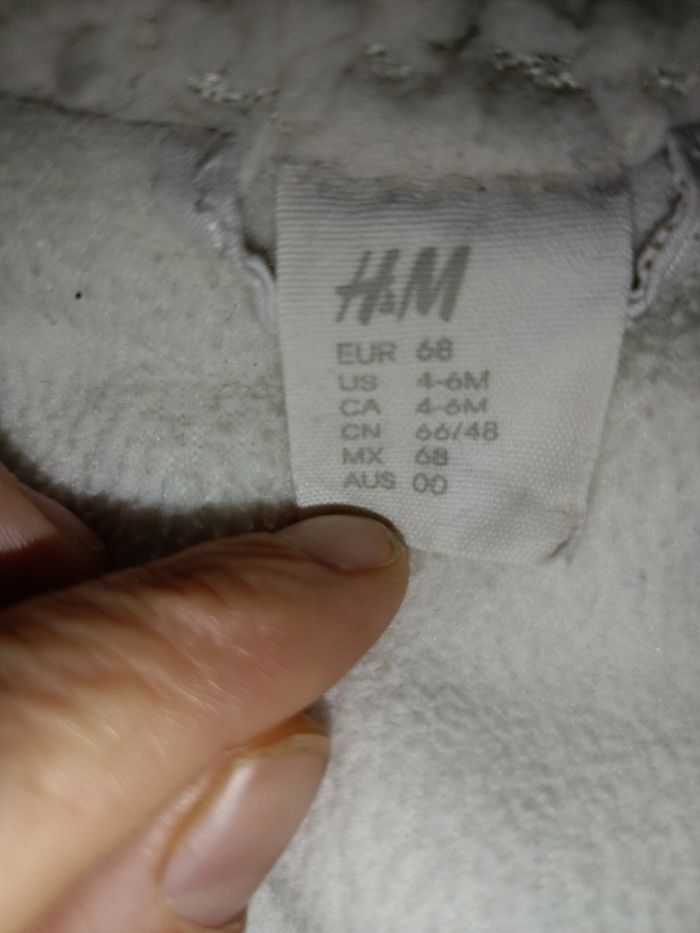 H&M
EUR 68
US 4-6M
CA 4-6M
CN 66/48
MX 68
AUS 00